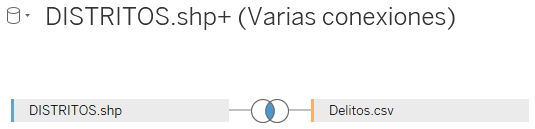 DISTRITOS.shp+ (Varias conexiones)
DISTRITOS.shp Delitos.csv